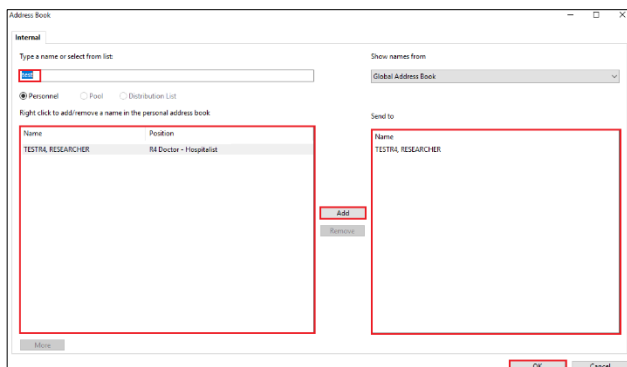 Address Book
Internal
Type a name or select from list:
Show names from
test
Global Address Book
Personnel Pool Distribution List
Right click to add/remove a name in the personal address book
Send to
Name Position
Name
TESTR4, RESEARCHER R4 Doctor - Hospitalist
TESTR4, RESEARCHER
Add
Remove
More
OK Cancel